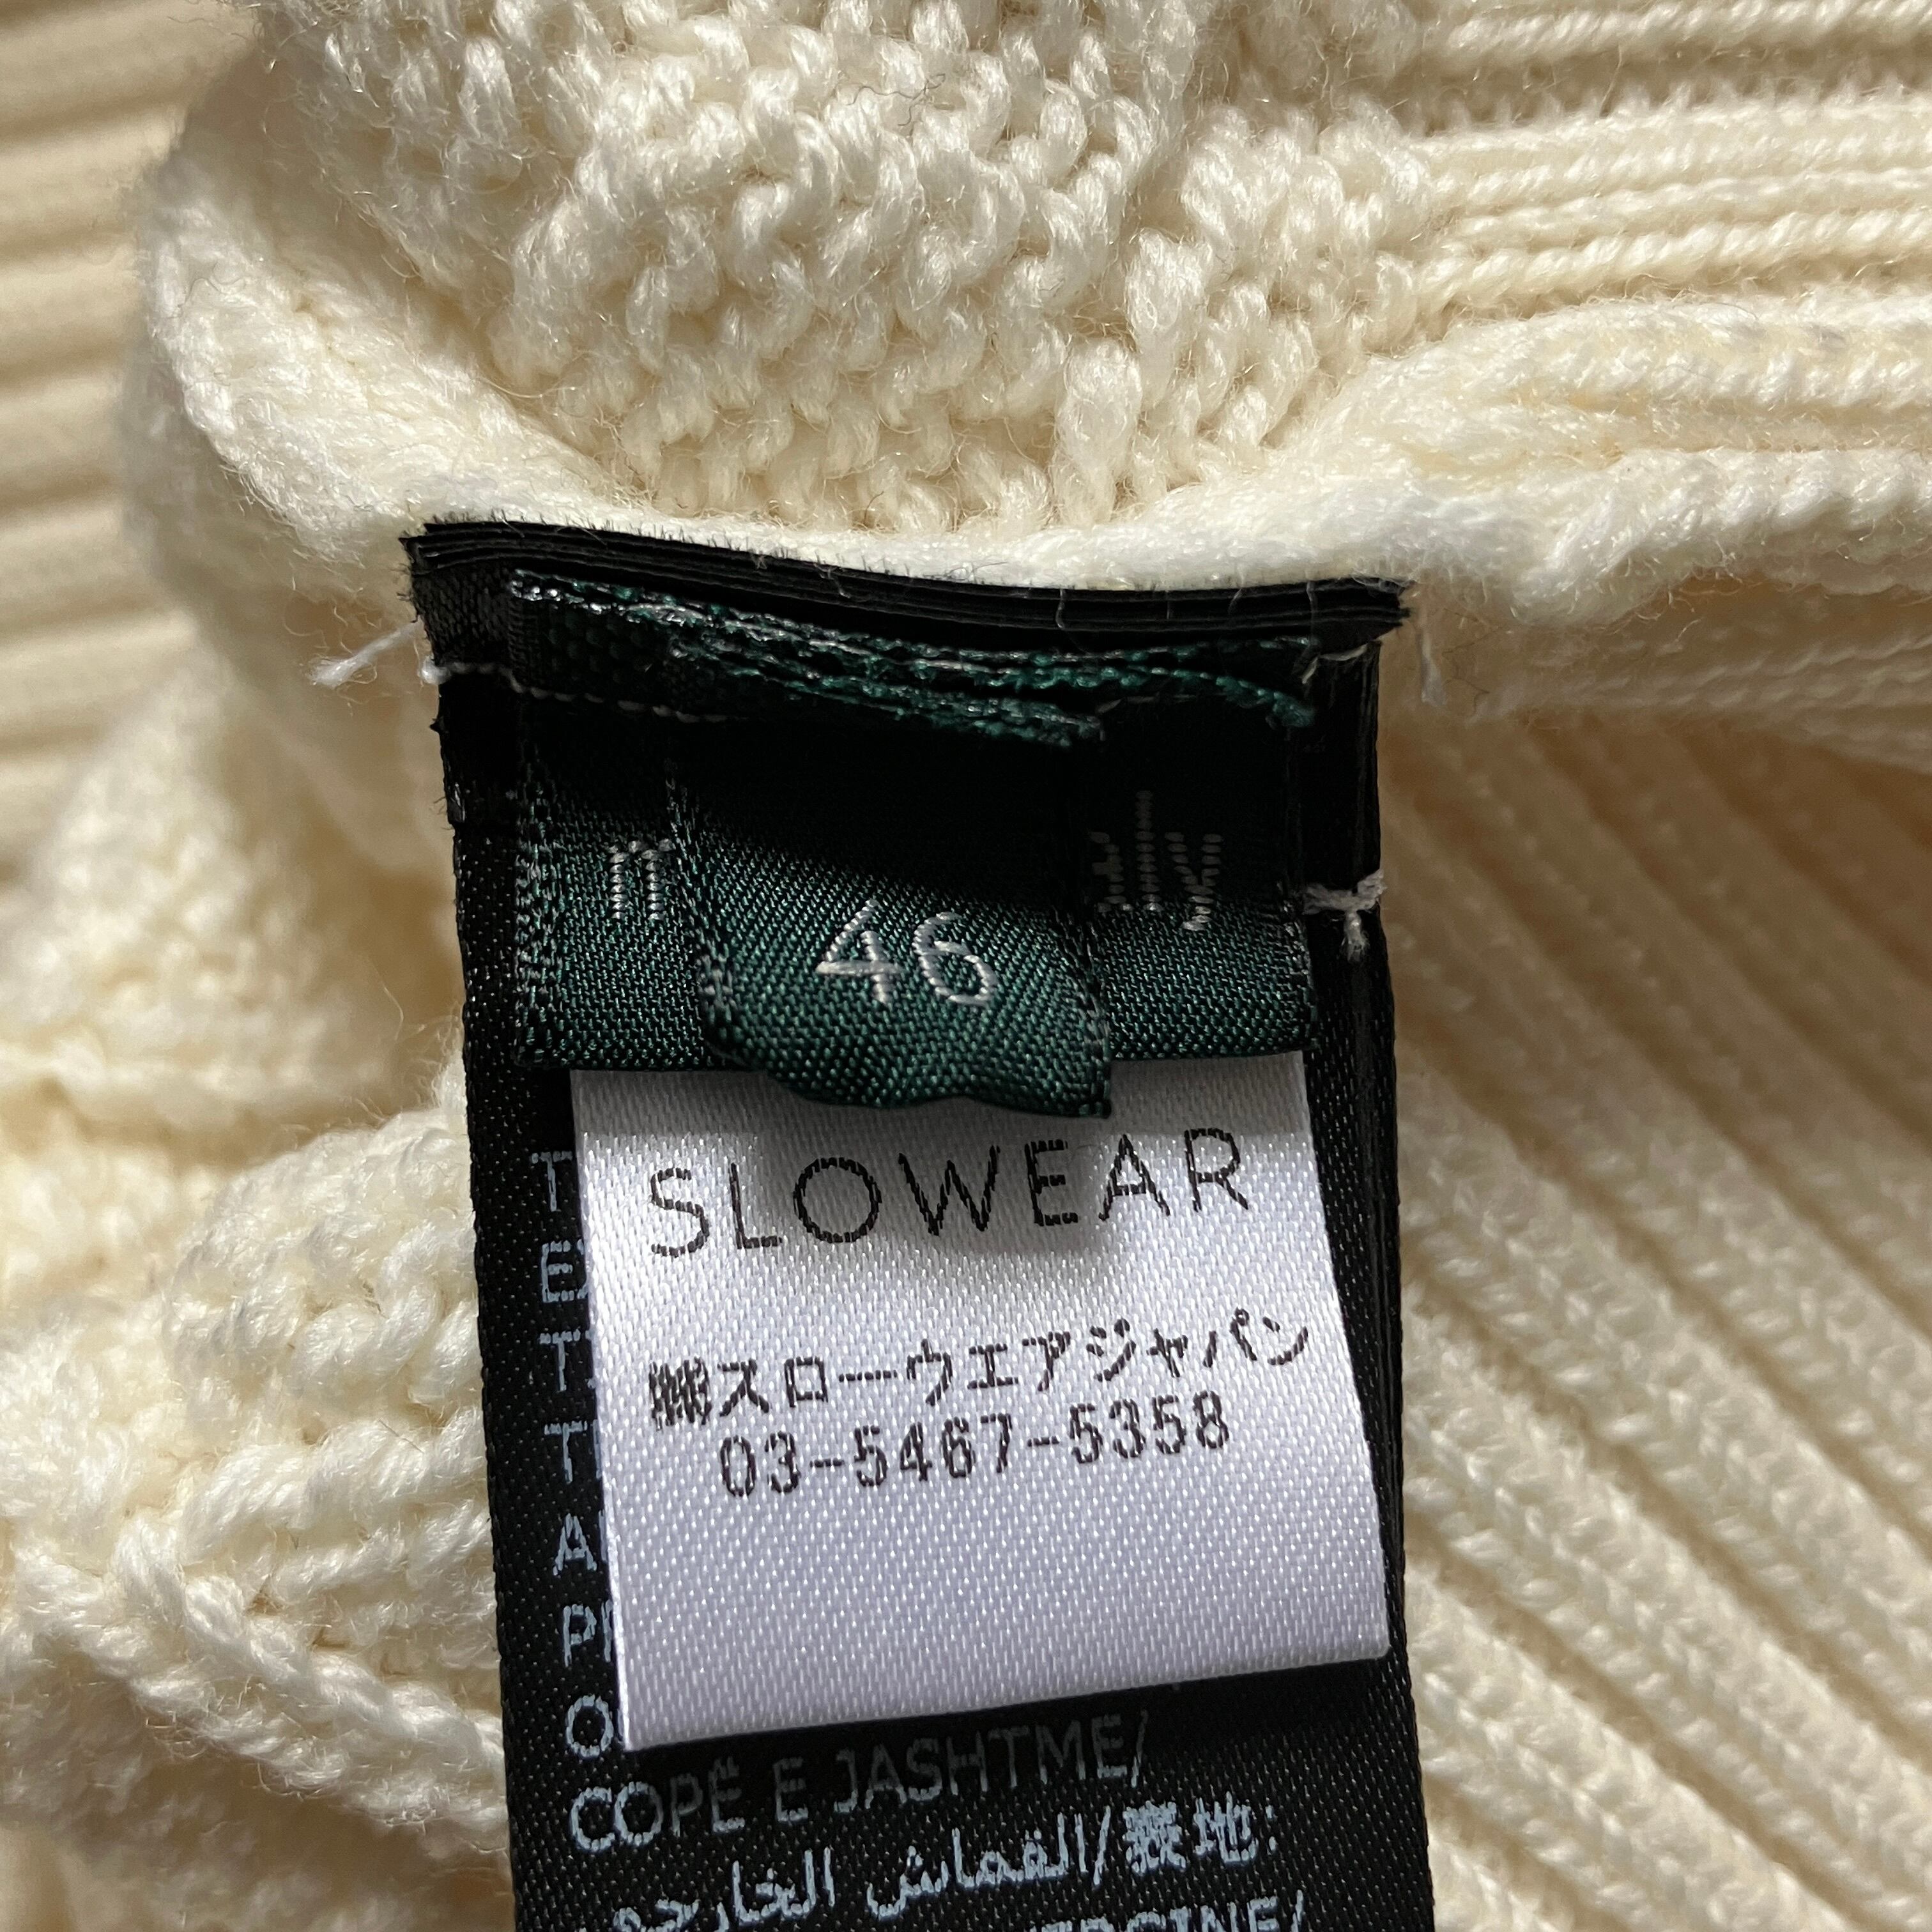 46
SLOWEAR
㈱スローウエアジャパン
03-5467-5358
COPË E JASHTME/
القماش الخارجي/表地: